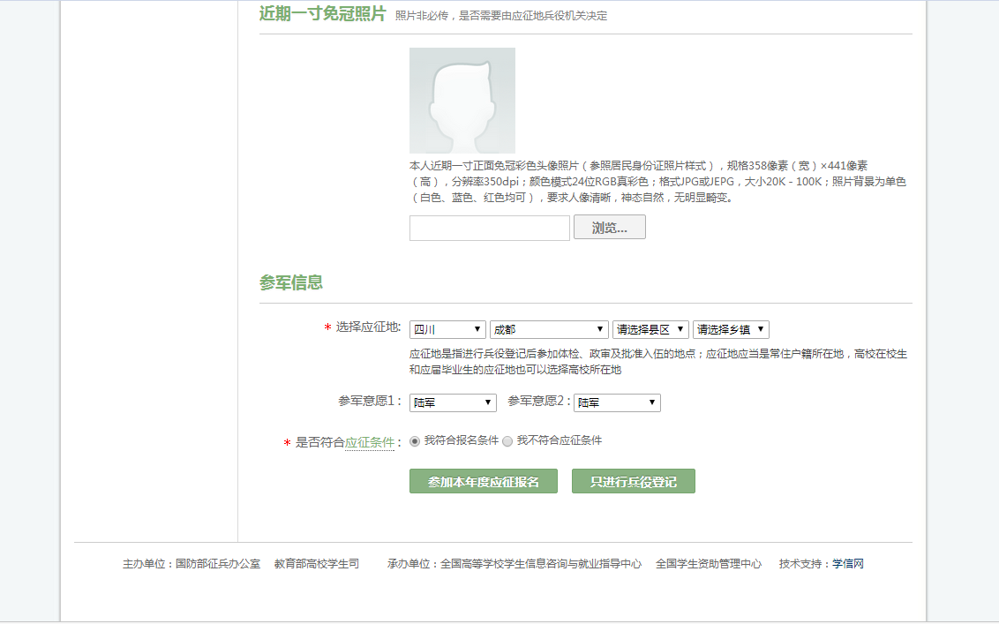 近期一寸免冠照片 照片非必传，是否需要由应征地兵役机关决定
本人近期一寸正面免冠彩色头像照片（参照居民身份证照片样式），规格358像素（宽）×441像素
（高），分辨率350dpi；颜色模式24位RGB真彩色；格式JPG或JEPG，大小20K－100K；照片背景为单色
（白色、蓝色、红色均可），要求人像清晰，神态自然，无明显畸变。
浏览...
参军信息
* 选择应征地: 四川 成都 请选择县区 请选择乡镇
应征地是指进行兵役登记后参加体检、政审及批准入伍的地点；应征地应当是常住户籍所在地，高校在校生
和应届毕业生的应征地也可以选择高校所在地
参军意愿1： 陆军 参军意愿2： 陆军
* 是否符合应征条件： 我符合报名条件 我不符合应征条件
参加本年度应征报名 只进行兵役登记
主办单位：国防部征兵办公室 教育部高校学生司 承办单位：全国高等学校学生信息咨询与就业指导中心 全国学生资助管理中心 技术支持：学信网